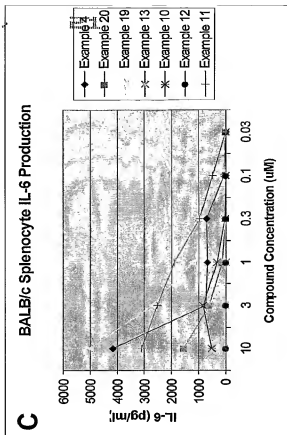 C
BALB/c Splenocyte IL-6 Production
IL-6 (pg/ml)
6000
5000
4000
3000
2000
1000
0
10
3
1
0.3
0.1
0.03
Compound Concentration (uM)
Example 20
Example 19
Example 13
Example 10
Example 12
Example 11